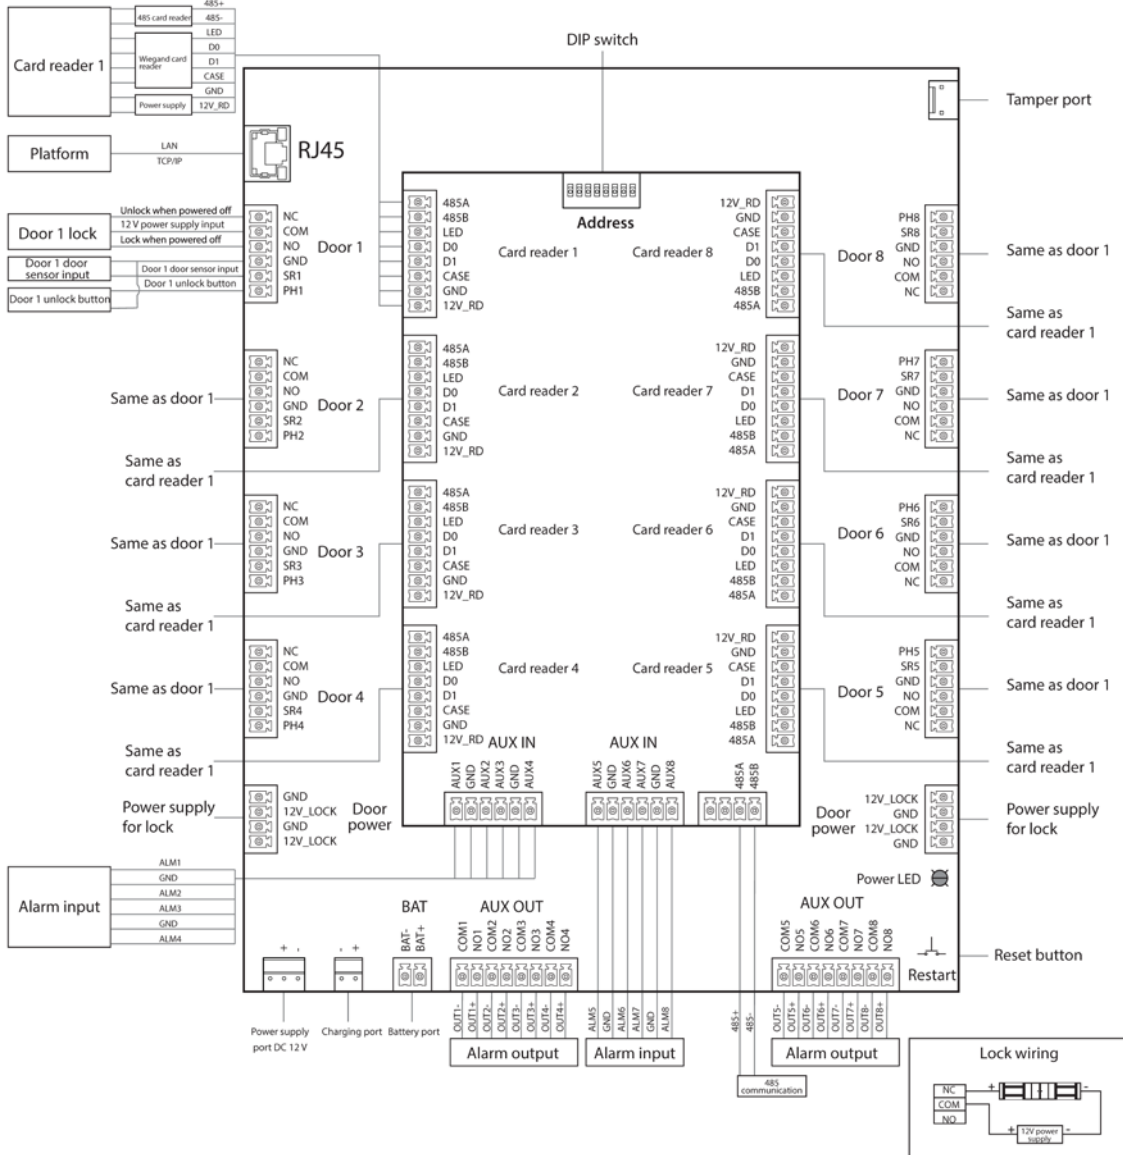 485+
485 card reader
485-
LED
D0
Card reader 1
Wiegand card
reader
D1
CASE
GND
Power supply
12V_RD
DIP switch
Tamper port
Platform
LAN
TCP/IP
RJ45
Address
Door 1 lock
Unlock when powered off
12 V power supply input
Lock when powered off
Door 1 door
sensor input
Door 1 door sensor input
Door 1 unlock button
Door 1 unlock button
NC
COM
NO
GND
SR1
PH1
Door 1
485A
485B
LED
D0
D1
CASE
GND
12V_RD
Card reader 1
Card reader 8
12V_RD
GND
CASE
D1
D0
LED
485B
485A
Door 8
PH8
SR8
GND
NO
COM
NC
Same as door 1
Same as
card reader 1
Same as door 1
NC
COM
NO
GND
SR2
PH2
Door 2
Same as
card reader 1
485A
485B
LED
D0
D1
CASE
GND
12V_RD
Card reader 2
Card reader 7
12V_RD
GND
CASE
D1
D0
LED
485B
485A
Door 7
PH7
SR7
GND
NO
COM
NC
Same as door 1
Same as
card reader 1
Same as door 1
NC
COM
NO
GND
SR3
PH3
Door 3
Same as
card reader 1
485A
485B
LED
D0
D1
CASE
GND
12V_RD
Card reader 3
Card reader 6
12V_RD
GND
CASE
D1
D0
LED
485B
485A
Door 6
PH6
SR6
GND
NO
COM
NC
Same as door 1
Same as
card reader 1
Same as door 1
NC
COM
NO
GND
SR4
PH4
Door 4
Same as
card reader 1
485A
485B
LED
D0
D1
CASE
GND
12V_RD
Card reader 4
Card reader 5
12V_RD
GND
CASE
D1
D0
LED
485B
485A
Door 5
PH5
SR5
GND
NO
COM
NC
Same as door 1
Same as
card reader 1
AUX IN
AUX1
GND
AUX2
AUX3
GND
AUX4
AUX IN
AUX5
GND
AUX6
AUX7
GND
AUX8
485A
485B
Power supply
for lock
GND
12V_LOCK
GND
12V_LOCK
Door
power
Door
power
12V_LOCK
GND
12V_LOCK
GND
Power supply
for lock
Alarm input
ALM1
GND
ALM2
ALM3
GND
ALM4
Power LED
BAT
BAT-
BAT+
AUX OUT
COM1
NO1
COM2
NO2
COM3
NO3
COM4
NO4
AUX OUT
COM5
NO5
COM6
NO6
COM7
NO7
COM8
NO8
Restart
Reset button
+ -
- +
Power supply
port DC 12 V
Charging port
Battery port
OUT1-
OUT1+
OUT2-
OUT2+
OUT3-
OUT3+
OUT4-
OUT4+
Alarm output
ALM5
GND
ALM6
ALM7
GND
ALM8
Alarm input
485+
485-
485
communication
OUT5-
OUT5+
OUT6-
OUT6+
OUT7-
OUT7+
OUT8-
OUT8+
Alarm output
Lock wiring
NC
COM
NO
+ -
+ -
12V power
supply